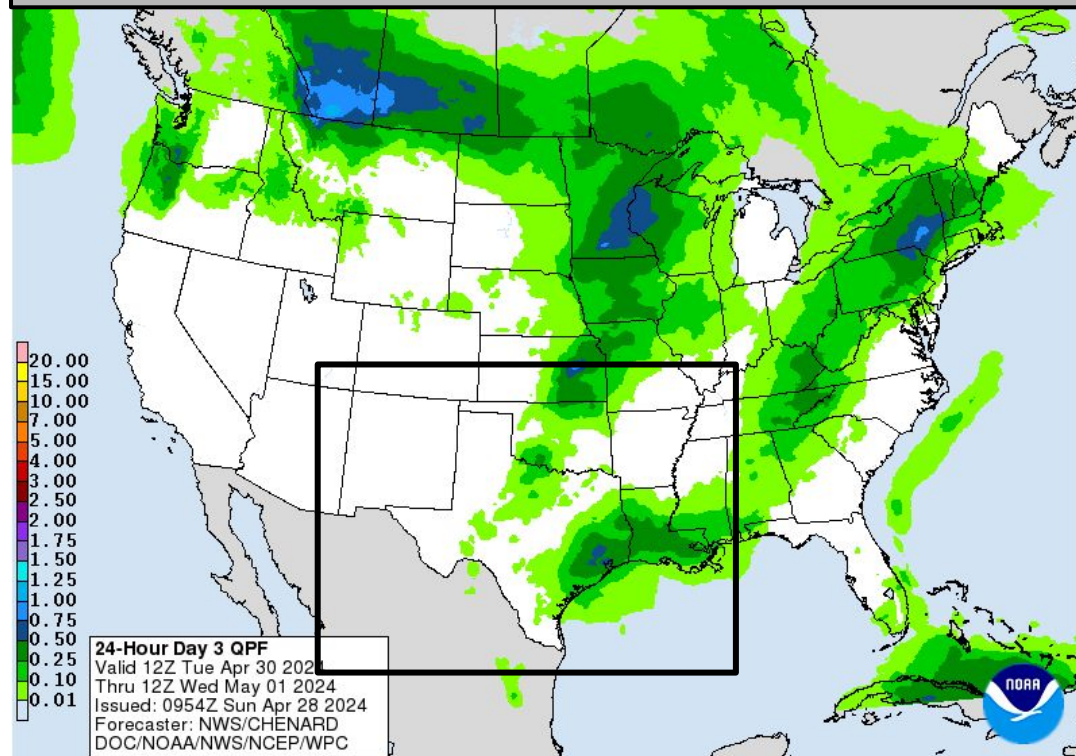 20.00
15.00
10.00
7.00
5.00
4.00
3.00
2.50
2.00
1.75
1.50
1.25
1.00
0.75
0.50
0.25
0.10
0.01
24-Hour Day 3 QPF
Valid 12Z Tue Apr 30 2024
Thru 12Z Wed May 01 2024
Issued: 0954Z Sun Apr 28 2024
Forecaster: NWS/CHENARD
DOC/NOAA/NWS/NCEP/WPC
NOAA